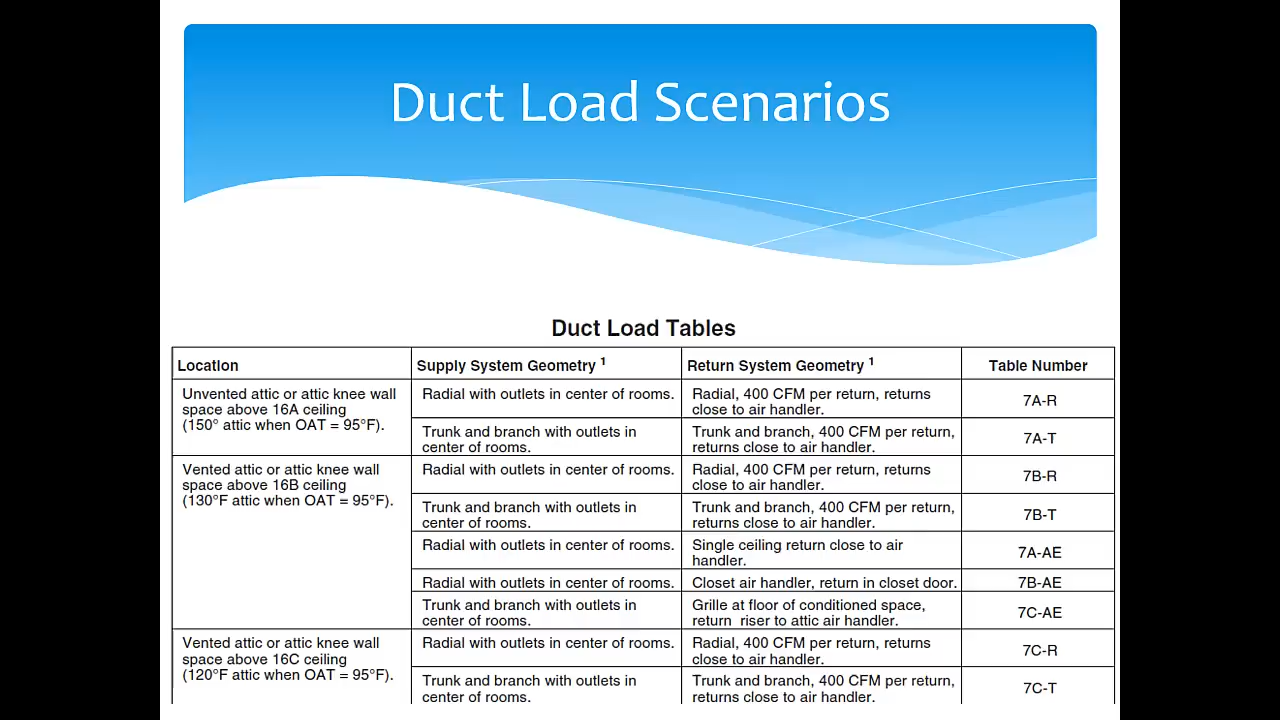 Duct Load Scenarios
Duct Load Tables
Location Supply System Geometry 1 Return System Geometry 1 Table Number
Unvented attic or attic knee wall
space above 16A ceiling
(150° attic when OAT = 95°F).
Radial with outlets in center of rooms.
Radial, 400 CFM per return, returns
close to air handler.
7A-R
Trunk and branch with outlets in
center of rooms.
Trunk and branch, 400 CFM per return,
returns close to air handler.
7A-T
Vented attic or attic knee wall
space above 16B ceiling
(130°F attic when OAT = 95°F).
Radial with outlets in center of rooms.
Radial, 400 CFM per return, returns
close to air handler.
7B-R
Trunk and branch with outlets in
center of rooms.
Trunk and branch, 400 CFM per return,
returns close to air handler.
7B-T
Radial with outlets in center of rooms.
Single ceiling return close to air
handler.
7A-AE
Radial with outlets in center of rooms.
Closet air handler, return in closet door.
7B-AE
Trunk and branch with outlets in
center of rooms.
Grille at floor of conditioned space,
return riser to attic air handler.
7C-AE
Vented attic or attic knee wall
space above 16C ceiling
(120°F attic when OAT = 95°F).
Radial with outlets in center of rooms.
Radial, 400 CFM per return, returns
close to air handler.
7C-R
Trunk and branch with outlets in
center of rooms.
Trunk and branch, 400 CFM per return,
returns close to air handler.
7C-T